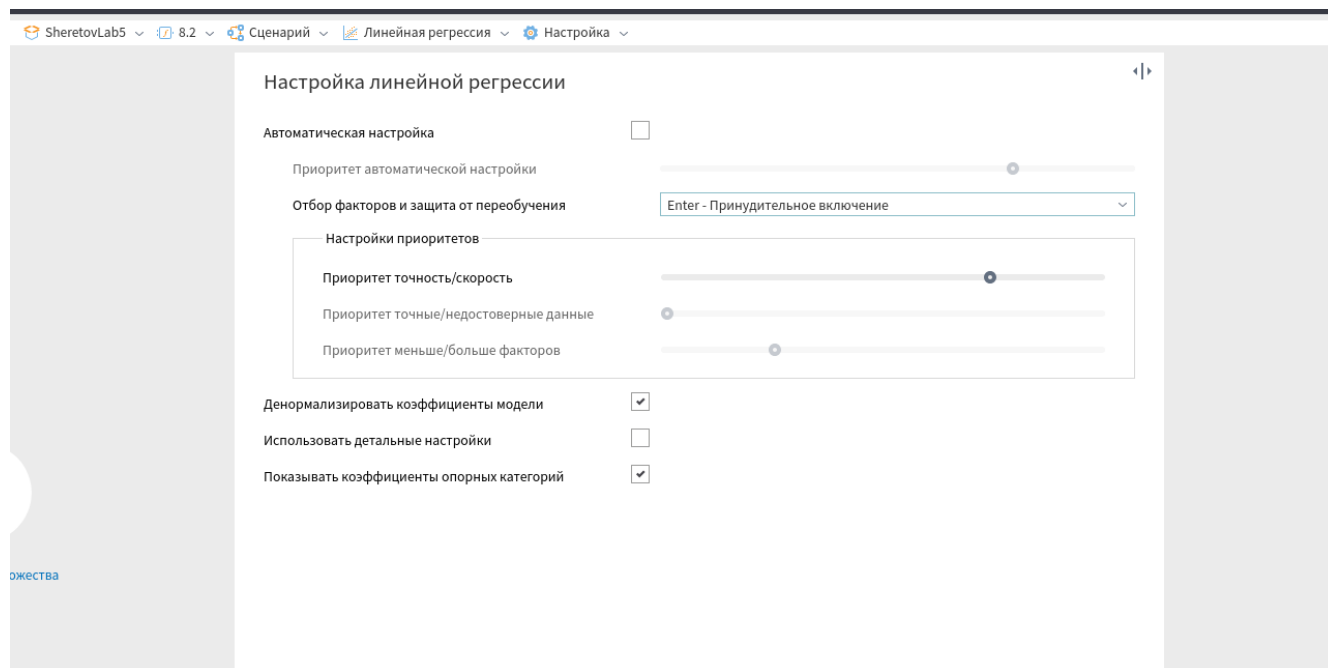 SheretovLab5 8.2 Сценарий Линейная регрессия Настройка
Настройка линейной регрессии
Автоматическая настройка
Приоритет автоматической настройки
Отбор факторов и защита от переобучения Enter - Принудительное включение
Настройки приоритетов
Приоритет точность/скорость
Приоритет точные/недостоверные данные
Приоритет меньше/больше факторов
Денормализировать коэффициенты модели
Использовать детальные настройки
Показывать коэффициенты опорных категорий
ожества